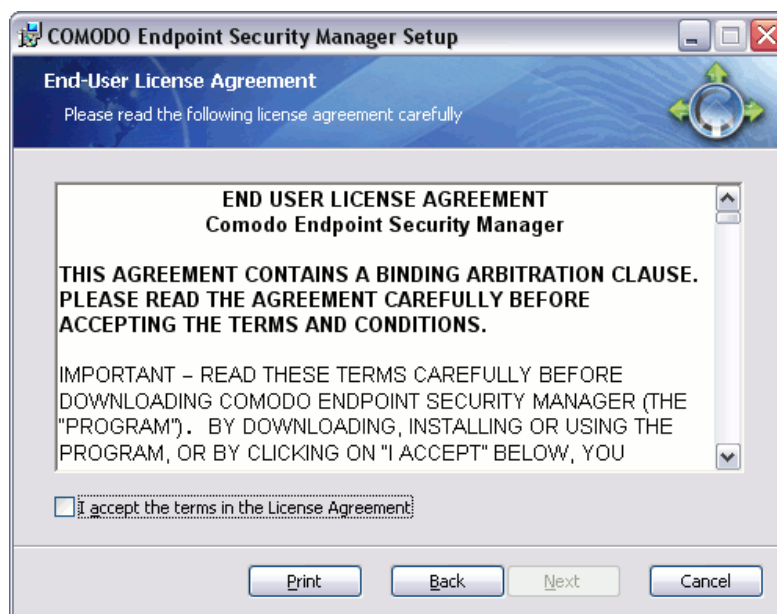 COMODO Endpoint Security Manager Setup
End-User License Agreement
Please read the following license agreement carefully
END USER LICENSE AGREEMENT
Comodo Endpoint Security Manager
THIS AGREEMENT CONTAINS A BINDING ARBITRATION CLAUSE.
PLEASE READ THE AGREEMENT CAREFULLY BEFORE
ACCEPTING THE TERMS AND CONDITIONS.
IMPORTANT – READ THESE TERMS CAREFULLY BEFORE
DOWNLOADING COMODO ENDPOINT SECURITY MANAGER (THE
"PROGRAM"). BY DOWNLOADING, INSTALLING OR USING THE
PROGRAM, OR BY CLICKING ON "I ACCEPT" BELOW, YOU
I accept the terms in the License Agreement
Print Back Next Cancel